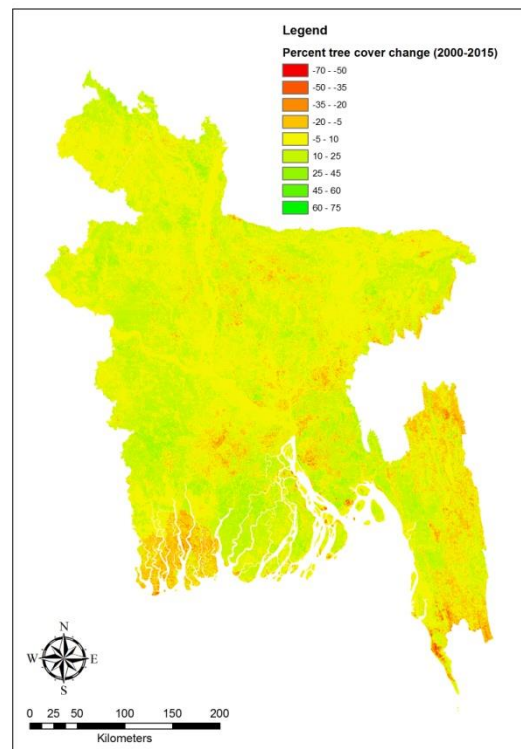 Legend
Percent tree cover change (2000-2015)
-70 - -50
-50 - -35
-35 - -20
-20 - -5
-5 - 10
10 - 25
25 - 45
45 - 60
60 - 75
N
W E
S
0 25 50 100 150 200
Kilometers